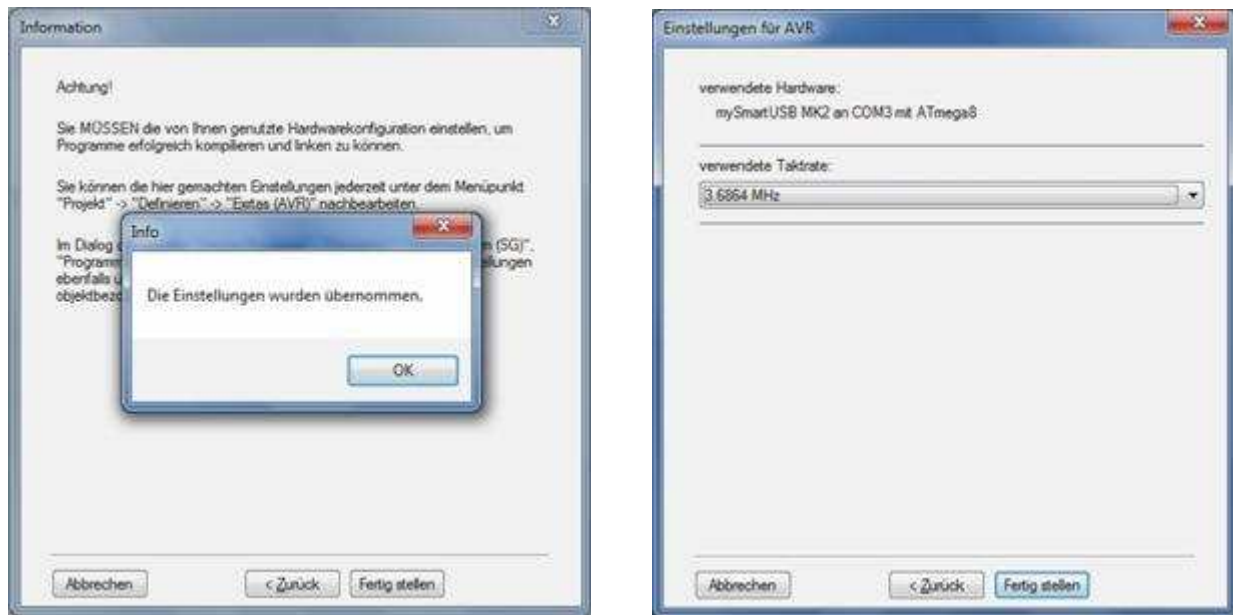 Information
Achtung!
Sie MÜSSEN die von Ihnen genutzte Hardwarekonfiguration einstellen, um
Programme erfolgreich kompilieren und linken zu können.
Sie können die hier gemachten Einstellungen jederzeit unter dem Menüpunkt
"Projekt" -> "Definieren" -> "Extras (AVR)" nachbearbeiten.
Im Dialog (SG)",
ebenfalls
Info
Die Einstellungen wurden übernommen.
OK
Abbrechen
< Zurück
Fertig stellen
Einstellungen für AVR
verwendete Hardware:
mySmartUSB MK2 an COM3 mit ATmega8
verwendete Taktrate:
3.6864 MHz
Abbrechen
< Zurück
Fertig stellen